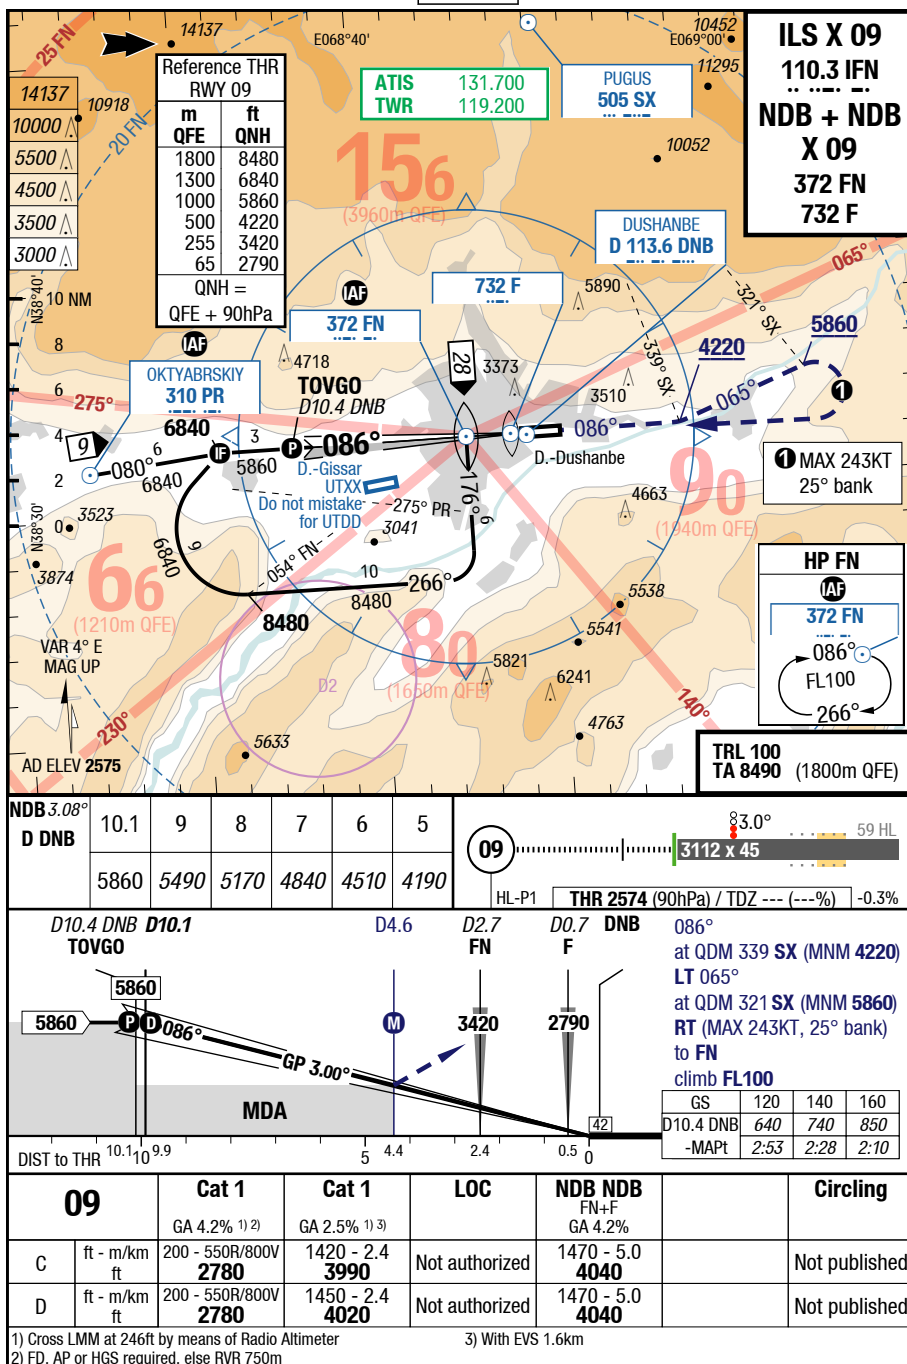 ILS X 09
110.3 IFN
NDB + NDB
X 09
372 FN
732 F
25 FN
14137
E068°40'
E069°00'
10452
11295
10918
20 FN
10052
14137
10000
5500
4500
3500
3000
Reference THR
RWY 09
m ft
QFE QNH
1800 8480
1300 6840
1000 5860
500 4220
255 3420
65 2790
QNH =
QFE + 90hPa
ATIS 131.700
TWR 119.200
PUGUS
505 SX
156
(3960m QFE)
DUSHANBE
D 113.6 DNB
065°
N38°40'
10 NM
8
6
4
2
0
N38°30'
IAF
372 FN
732 F
5890
321° SX
5860
4220
339° SX
065°
1
IAF
OKTYABRSKIY
310 PR
4718
TOVGO
D10.4 DNB
28
3373
3510
275°
6840
9
080°
6
6840
IF
3
5860
P
086°
086°
D.-Dushanbe
D.-Gissar
UTXX
Do not mistake
for UTDD
275° PR
176°
6
3041
90
(1940m QFE)
4663
1 MAX 243KT
25° bank
3523
3874
66
(1210m QFE)
9
6840
054° FN
10
8480
266°
8480
5538
5541
80
(1650m QFE)
D2
5821
6241
4763
5633
140°
230°
VAR 4° E
MAG UP
AD ELEV 2575
HP FN
IAF
372 FN
086°
FL100
266°
TRL 100
TA 8490 (1800m QFE)
NDB 3.08°
D DNB
10.1 9 8 7 6 5
5860 5490 5170 4840 4510 4190
09
3.0°
59 HL
3112 x 45
HL-P1
THR 2574 (90hPa) / TDZ --- (---%)
-0.3%
D10.4 DNB D10.1 D4.6 D2.7 D0.7 DNB
TOVGO FN F
5860
5860
P D 086°
M
3420 2790
GP 3.00°
MDA
42
DIST to THR 10.1 10 9.9 5 4.4 2.4 0.5 0
086°
at QDM 339 SX (MNM 4220)
LT 065°
at QDM 321 SX (MNM 5860)
RT (MAX 243KT, 25° bank)
to FN
climb FL100
GS 120 140 160
D10.4 DNB 640 740 850
-MAPt 2:53 2:28 2:10
09
Cat 1 Cat 1 LOC NDB NDB Circling
FN+F
GA 4.2% 1) 2) GA 2.5% 1) 3) GA 4.2%
C ft - m/km 200 - 550R/800V 1420 - 2.4 Not authorized 1470 - 5.0 Not published
ft 2780 3990 4040
D ft - m/km 200 - 550R/800V 1450 - 2.4 Not authorized 1470 - 5.0 Not published
ft 2780 4020 4040
1) Cross LMM at 246ft by means of Radio Altimeter
3) With EVS 1.6km
2) FD, AP or HGS required, else RVR 750m